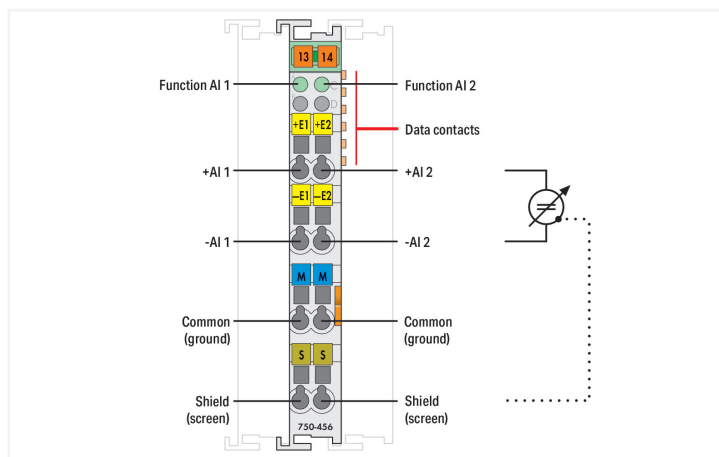 13 14
Function AI 1
C
Function AI 2
D
Data contacts
+E1 +E2
+AI 1
+AI 2
—E1 —E2
-AI 1
-AI 2
M M
Common
(ground)
Common
(ground)
S S
Shield
(screen)
Shield
(screen)
750-456